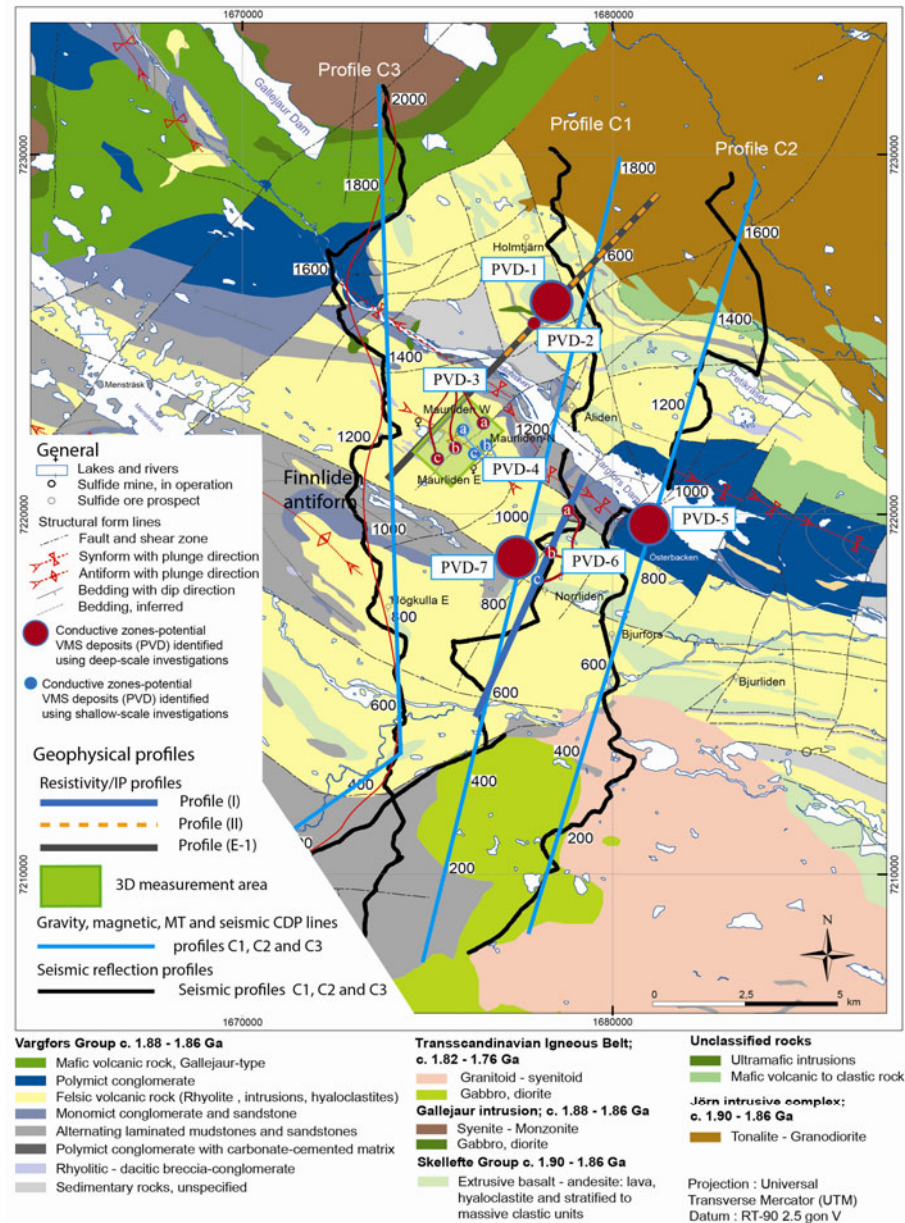 1670000
1680000
Profile C3
2000
Gallejaur Dam
Profile C1
Profile C2
7230000
7230000
1800
1800
1600
1600
Holmtjärn
600
PVD-1
PVD-2
1400
1400
PVD-3
Mensträsk
Maurliden W
1200
Petikträsk
Åliden
1200
1200
a
a
b
b
c
c
Maurliden-N
Maurliden E
PVD-4
Vargfors Dam
Finnliden
antiform
7220000
1000
1000
1000
PVD-5
a
b
c
PVD-6
PVD-7
Österbacken
800
800
800
Högkulla E
Norrliden
Bjurfors
600
600
600
Bjurliden
400
400
400
200
200
7210000
7210000
General
Lakes and rivers
Sulfide mine, in operation
Sulfide ore prospect
Structural form lines
Fault and shear zone
Synform with plunge direction
Antiform with plunge direction
Bedding with dip direction
Bedding, inferred
Conductive zones-potential
VMS deposits (PVD) identified
using deep-scale investigations
Conductive zones-potential
VMS deposits (PVD) identified
using shallow-scale investigations
Geophysical profiles
Resistivity/IP profiles
Profile (I)
Profile (II)
Profile (E-1)
3D measurement area
Gravity, magnetic, MT and seismic CDP lines
profiles C1, C2 and C3
Seismic reflection profiles
Seismic profiles C1, C2 and C3
N
0 2.5 5
km
1670000
1680000
Vargfors Group c. 1.88 - 1.86 Ga
Mafic volcanic rock, Gallejaur-type
Polymict conglomerate
Felsic volcanic rock (Rhyolite , intrusions, hyaloclastites)
Monomict conglomerate and sandstone
Alternating laminated mudstones and sandstones
Polymict conglomerate with carbonate-cemented matrix
Rhyolitic - dacitic breccia-conglomerate
Sedimentary rocks, unspecified
Transscandinavian Igneous Belt;
c. 1.82 - 1.76 Ga
Granitoid - syenitoid
Gabbro, diorite
Gallejaur intrusion; c. 1.88 - 1.86 Ga
Syenite - Monzonite
Gabbro, diorite
Skellefte Group c. 1.90 - 1.86 Ga
Extrusive basalt - andesite: lava,
hyaloclastite and stratified to
massive clastic units
Unclassified rocks
Ultramafic intrusions
Mafic volcanic to clastic rock
Jörn intrusive complex;
c. 1.90 - 1.86 Ga
Tonalite - Granodiorite
Projection : Universal
Transverse Mercator (UTM)
Datum : RT-90 2.5 gon V